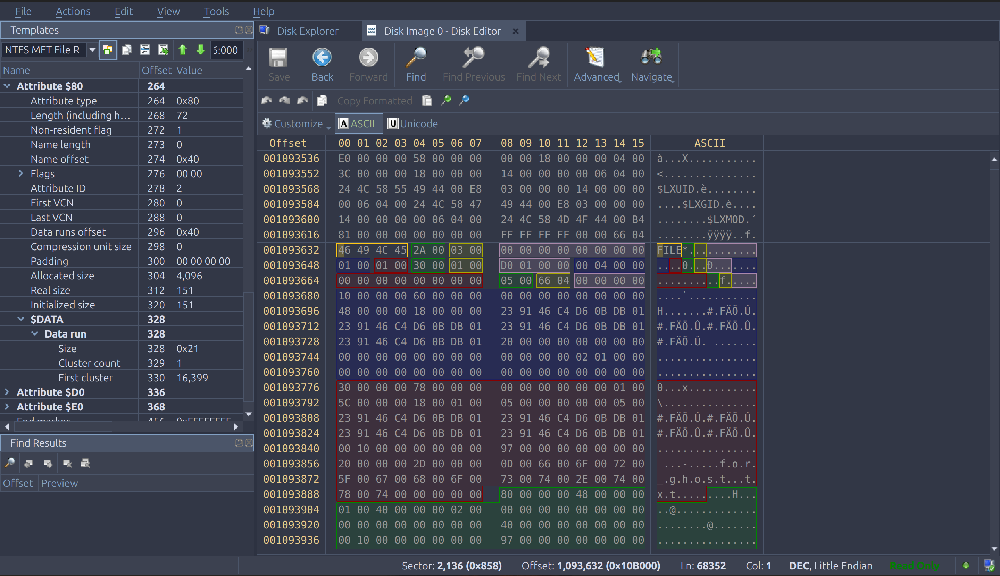 File Actions Edit View Tools Help
Templates
NTFS MFT File R
:000
Name Offset Value
Attribute $80 264
Attribute type 264 0x80
Length (including h... 268 72
Non-resident flag 272 1
Name length 273 0
Name offset 274 0x40
Flags 276 00 00
Attribute ID 278 2
First VCN 280 0
Last VCN 288 0
Data runs offset 296 0x40
Compression unit size 298 0
Padding 300 00 00 00 00
Allocated size 304 4,096
Real size 312 151
Initialized size 320 151
$DATA 328
Data run 328
Size 328 0x21
Cluster count 329 1
First cluster 330 16,399
Attribute $D0 336
Attribute $E0 368
End marker 456 0xFFFFFFFF
Find Results
Offset Preview
Disk Explorer
Disk Image 0 - Disk Editor
Save Back Forward Find Find Previous Find Next Advanced Navigate
Copy Formatted
Customize A ASCII U Unicode
Offset 00 01 02 03 04 05 06 07 08 09 10 11 12 13 14 15 ASCII
001093536 E0 00 00 00 58 00 00 00 00 00 18 00 00 00 04 00 à...X...........
001093552 3C 00 00 00 18 00 00 00 14 00 00 00 00 06 04 00 <...............
001093568 24 4C 58 55 49 44 00 E8 03 00 00 00 14 00 00 00 $LXUID.è........
001093584 00 06 04 00 24 4C 58 47 49 44 00 E8 03 00 00 00 ....$LXGID.è....
001093600 14 00 00 00 00 06 04 00 24 4C 58 4D 4F 44 00 B4 ........$LXMOD.´
001093616 81 00 00 00 00 00 00 00 FF FF FF FF 00 00 66 04 ........ÿÿÿÿ..f.
001093632 46 49 4C 45 2A 00 03 00 00 00 00 00 00 00 00 00 FILE*...........
001093648 01 00 01 00 30 00 01 00 D0 01 00 00 00 04 00 00 ....0...Ð.......
001093664 00 00 00 00 00 00 00 00 05 00 66 04 00 00 00 00 ..........f.....
001093680 10 00 00 00 60 00 00 00 00 00 00 00 00 00 00 00 ....`...........
001093696 48 00 00 00 18 00 00 00 23 91 46 C4 D6 0B DB 01 H.......#.FÄÖ.Û.
001093712 23 91 46 C4 D6 0B DB 01 23 91 46 C4 D6 0B DB 01 #.FÄÖ.Û.#.FÄÖ.Û.
001093728 23 91 46 C4 D6 0B DB 01 20 00 00 00 00 00 00 00 #.FÄÖ.Û. .......
001093744 00 00 00 00 00 00 00 00 00 00 00 00 02 01 00 00 ................
001093760 00 00 00 00 00 00 00 00 00 00 00 00 00 00 00 00 ................
001093776 30 00 00 00 78 00 00 00 00 00 00 00 00 00 01 00 0...x...........
001093792 5C 00 00 00 18 00 01 00 05 00 00 00 00 00 05 00 \...............
001093808 23 91 46 C4 D6 0B DB 01 23 91 46 C4 D6 0B DB 01 #.FÄÖ.Û.#.FÄÖ.Û.
001093824 23 91 46 C4 D6 0B DB 01 23 91 46 C4 D6 0B DB 01 #.FÄÖ.Û.#.FÄÖ.Û.
001093840 00 10 00 00 00 00 00 00 97 00 00 00 00 00 00 00 ................
001093856 20 00 00 00 2D 00 00 00 0D 00 66 00 6F 00 72 00  ...-.....f.o.r.
001093872 5F 00 67 00 68 00 6F 00 73 00 74 00 2E 00 74 00 _.g.h.o.s.t...t.
001093888 78 00 74 00 00 00 00 00 80 00 00 00 48 00 00 00 x.t.........H...
001093904 01 00 40 00 00 00 02 00 00 00 00 00 00 00 00 00 ..@.............
001093920 00 00 00 00 00 00 00 00 40 00 00 00 00 00 00 00 ........@.......
001093936 00 10 00 00 00 00 00 00 97 00 00 00 00 00 00 00 ................
Sector: 2,136 (0x858) Offset: 1,093,632 (0x10B000) Ln: 68352 Col: 1 DEC, Little Endian Read Only